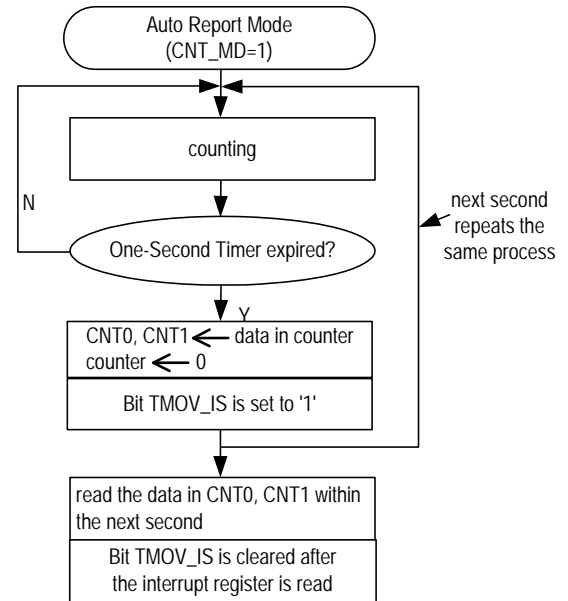 Auto Report Mode
(CNT_MD=1)
counting
N
next second
repeats the
same process
One-Second Timer expired?
Y
CNT0, CNT1 ← data in counter
counter ← 0
Bit TMOV_IS is set to '1'
read the data in CNT0, CNT1 within
the next second
Bit TMOV_IS is cleared after
the interrupt register is read